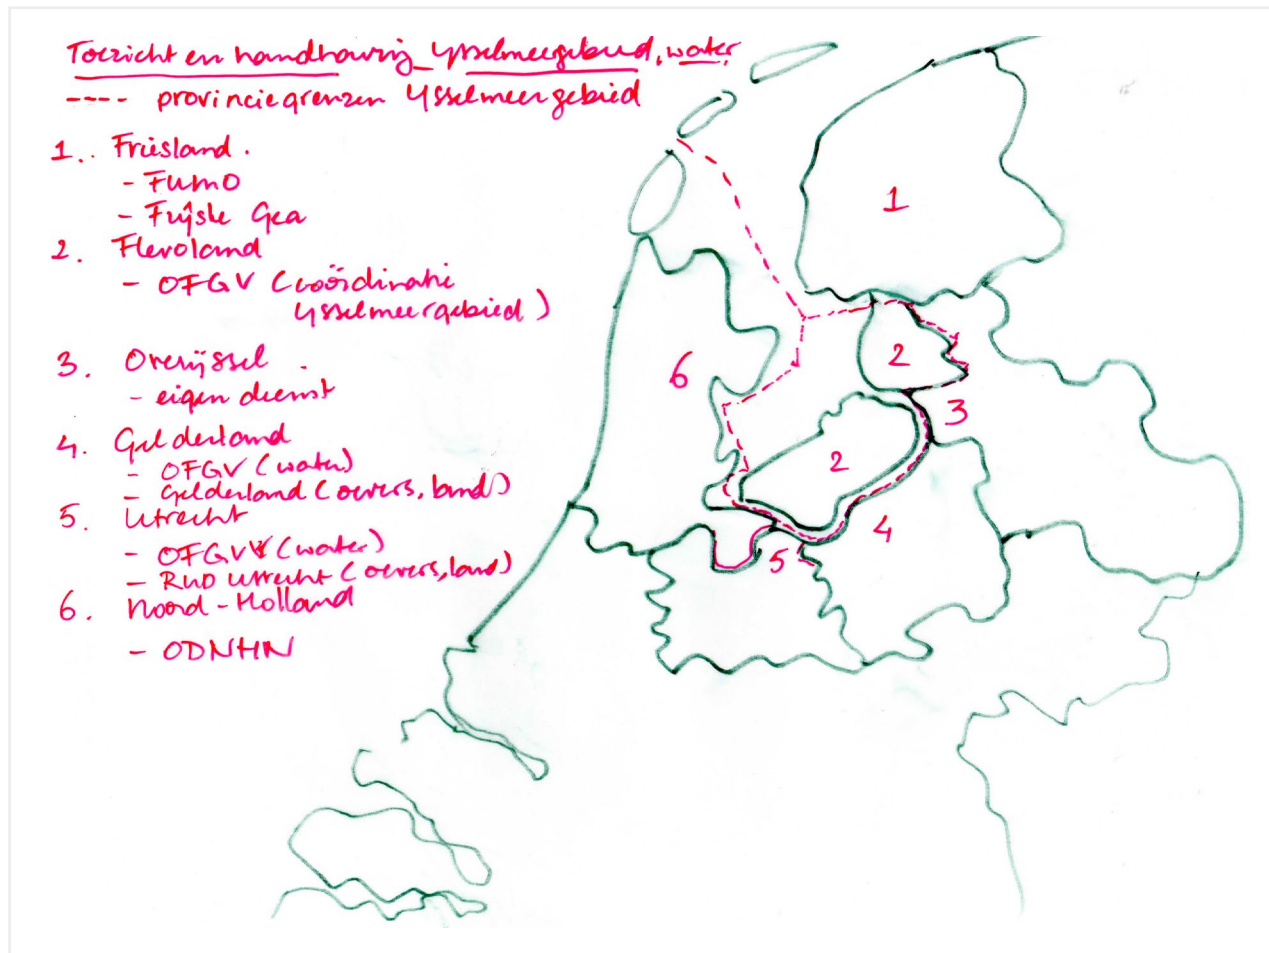 Toezicht en handhaving_IJsselmeergebied, water
---- provinciegrenzen IJsselmeergebied
1. Friesland.
- FUMO
- Fryske Gea
2. Flevoland
- OFGV (coördinatie
IJsselmeergebied)
3. Overijssel
- eigen dienst
4. Gelderland
- OFGV (water)
- Gelderland (oevers, land)
5. Utrecht
- OFGV (water)
- RUD Utrecht (oevers, land)
6. Noord-Holland
- ODNHN
1
2
6
3
2
4
5